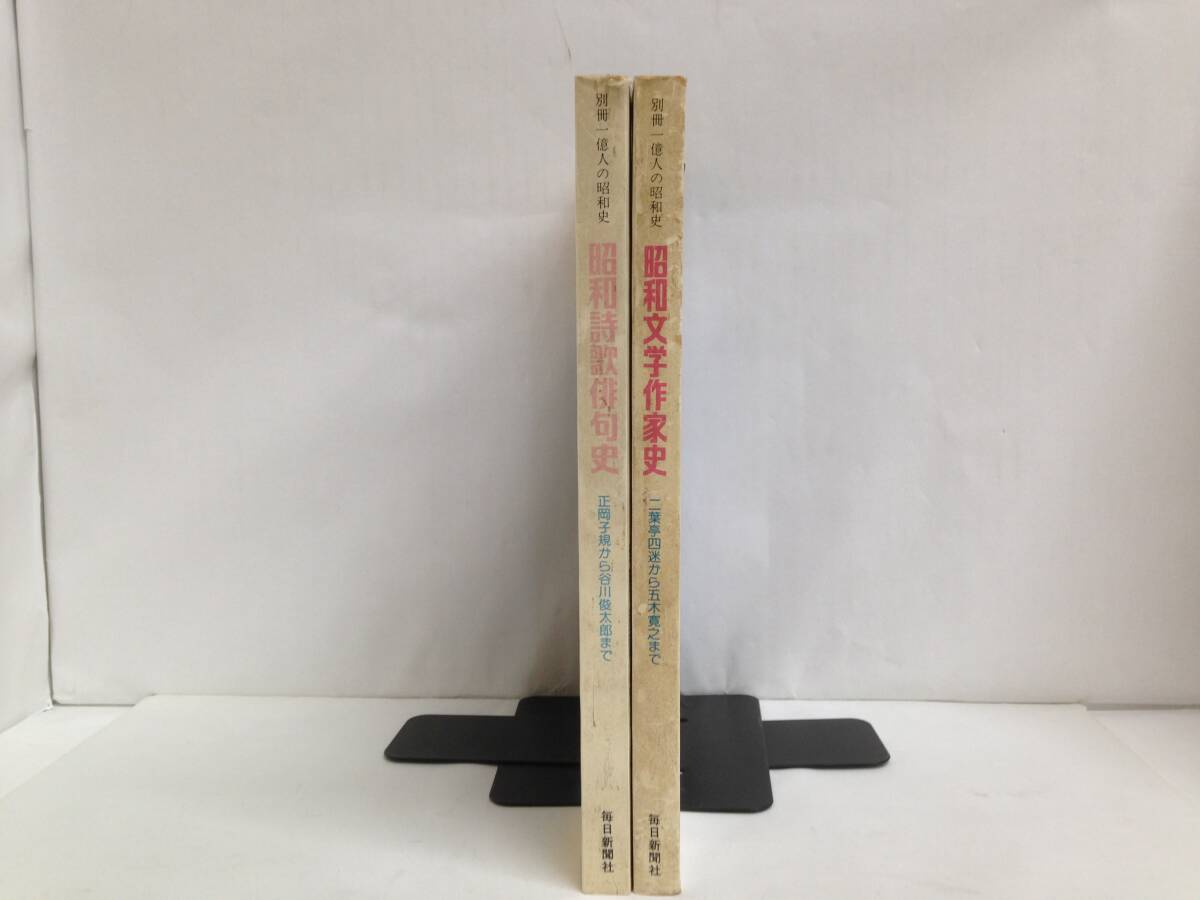 別冊一億人の昭和史
昭和詩歌俳句史
正岡子規から谷川俊太郎まで
毎日新聞社
別冊一億人の昭和史
昭和文学作家史
二葉亭四迷から五木寛之まで
毎日新聞社